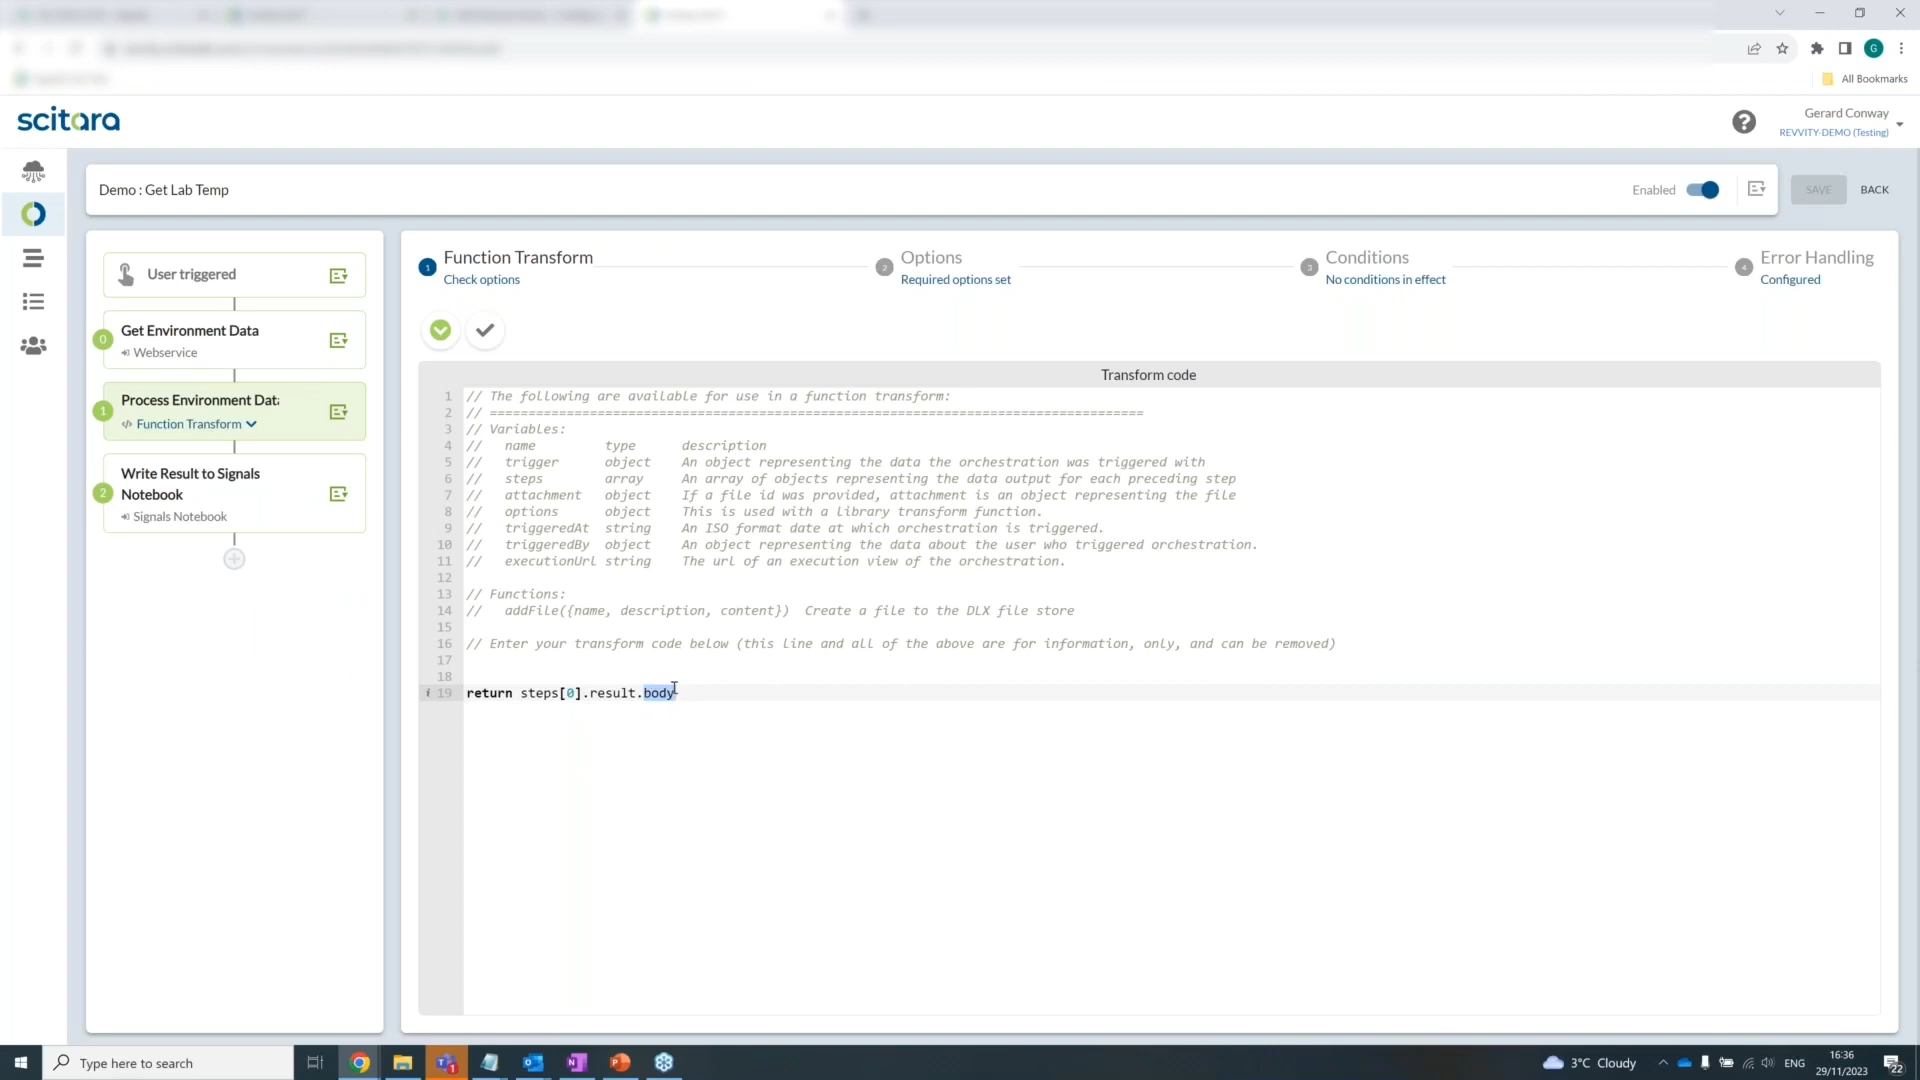 All Bookmarks
scitara
?
Gerard Conway
REVVITY-DEMO (Testing)
Demo : Get Lab Temp
Enabled
SAVE
BACK
User triggered
0
Get Environment Data
Webservice
1
Process Environment Dat
Function Transform
2
Write Result to Signals
Notebook
Signals Notebook
1
Function Transform
Check options
2
Options
Required options set
3
Conditions
No conditions in effect
4
Error Handling
Configured
Transform code
1 // The following are available for use in a function transform:
2 // =====================================================================================
3 // Variables:
4 // name type description
5 // trigger object An object representing the data the orchestration was triggered with
6 // steps array An array of objects representing the data output for each preceding step
7 // attachment object If a file id was provided, attachment is an object representing the file
8 // options object This is used with a library transform function.
9 // triggeredAt string An ISO format date at which orchestration is triggered.
10 // triggeredBy object An object representing the data about the user who triggered orchestration.
11 // executionUrl string The url of an execution view of the orchestration.
12
13 // Functions:
14 // addFile({name, description, content}) Create a file to the DLX file store
15
16 // Enter your transform code below (this line and all of the above are for information, only, and can be removed)
17
18
i 19 return steps[0].result.body
Type here to search
3°C Cloudy
ENG
16:36
29/11/2023
22